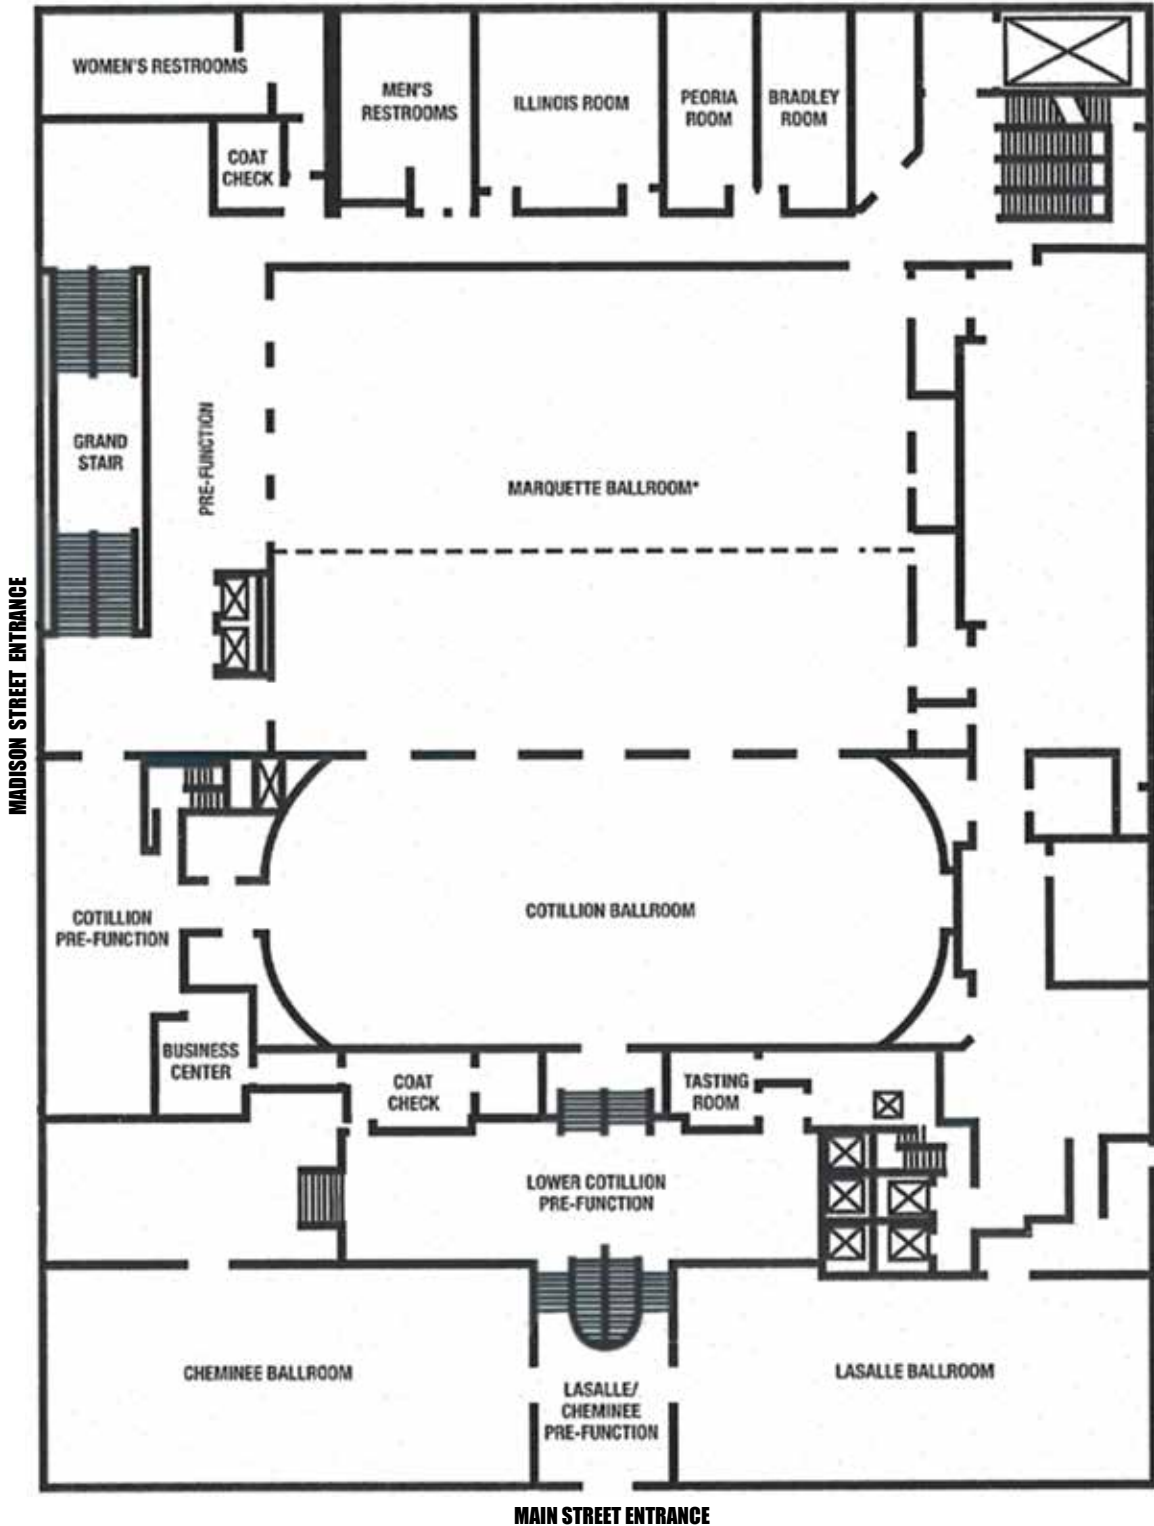 WOMEN'S RESTROOMS
MEN'S
RESTROOMS
ILLINOIS ROOM
PEORIA
ROOM
BRADLEY
ROOM
COAT
CHECK
GRAND
STAIR
PRE-FUNCTION
MARQUETTE BALLROOM*
MADISON STREET ENTRANCE
COTILLION
PRE-FUNCTION
COTILLION BALLROOM
BUSINESS
CENTER
COAT
CHECK
TASTING
ROOM
LOWER COTILLION
PRE-FUNCTION
CHEMINEE BALLROOM
LASALLE/
CHEMINEE
PRE-FUNCTION
LASALLE BALLROOM
MAIN STREET ENTRANCE